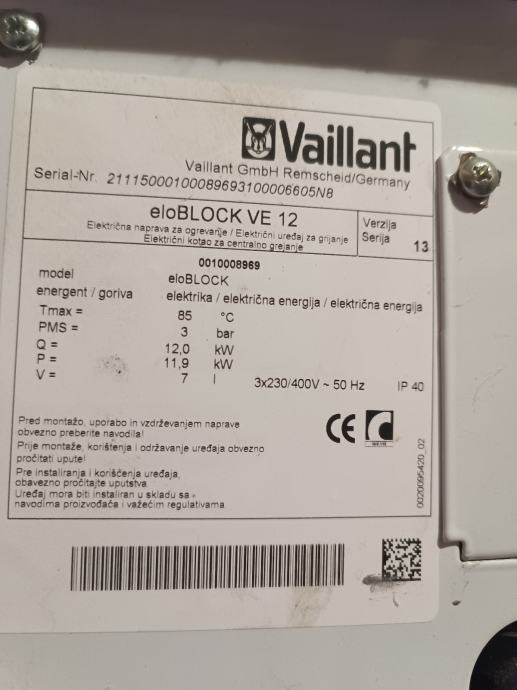 Vaillant
Vaillant GmbH Remscheid/Germany
Serial-Nr. 21115000100089693100006605N8
eloBLOCK VE 12
Električna naprava za ogrevanje / Električni uređaj za grijanje
Električni kotao za centralno grejanje
Verzija
Serija 13
0010008969
model eloBLOCK
energent / goriva elektrika / električna energija / električna energija
Tmax = 85 °C
PMS = 3 bar
Q = 12,0 kW
P = 11,9 kW
V = 7 l 3x230/400V ~ 50 Hz IP 40
Pred montažo, uporabo in vzdrževanjem naprave
obvezno preberite navodila!
Prije montaže, korištenja i održavanje uređaja obvezno
pročitati upute!
Pre instaliranja i korišćenja uređaja,
obavezno pročitajte uputstva.
Uređaj mora biti instaliran u skladu sa
navodima proizvođača i važećim regulativama.
CE
0020095420_02